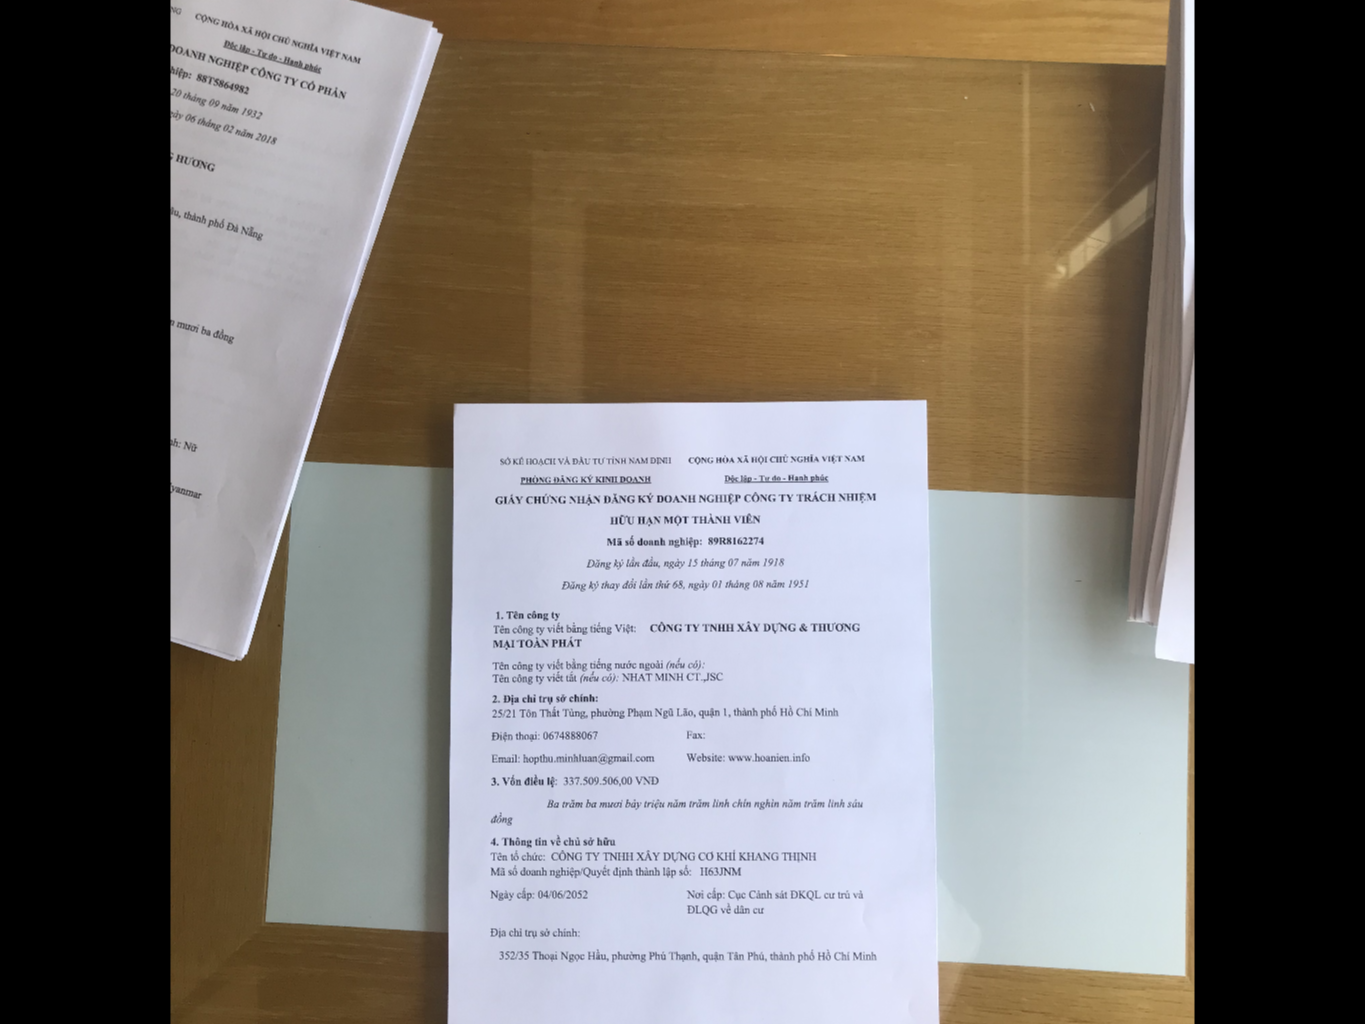 CỘNG HÒA XÃ HỘI CHỦ NGHĨA VIỆT NAM
Độc lập - Tự do - Hạnh phúc
DOANH NGHIỆP CÔNG TY CỔ PHẦN
88T5864982
20 tháng 09 năm 1932
06 tháng 02 năm 2018
HƯƠNG
thành phố Đà Nẵng
mươi ba đồng
Nữ
SỞ KẾ HOẠCH VÀ ĐẦU TƯ TỈNH NAM ĐỊNH CỘNG HÒA XÃ HỘI CHỦ NGHĨA VIỆT NAM
PHÒNG ĐĂNG KÝ KINH DOANH Độc lập - Tự do - Hạnh phúc
GIẤY CHỨNG NHẬN ĐĂNG KÝ DOANH NGHIỆP CÔNG TY TRÁCH NHIỆM
HỮU HẠN MỘT THÀNH VIÊN
Mã số doanh nghiệp: 89R8162274
Đăng ký lần đầu, ngày 15 tháng 07 năm 1918
Đăng ký thay đổi lần thứ 68, ngày 01 tháng 08 năm 1951
1. Tên công ty
Tên công ty viết bằng tiếng Việt: CÔNG TY TNHH XÂY DỰNG & THƯƠNG
MẠI TOÀN PHÁT
Tên công ty viết bằng tiếng nước ngoài (nếu có):
Tên công ty viết tắt (nếu có): NHAT MINH CT.,JSC
2. Địa chỉ trụ sở chính:
25/21 Tôn Thất Tùng, phường Phạm Ngũ Lão, quận 1, thành phố Hồ Chí Minh
Điện thoại: 0674888067 Fax:
Email: hopthu.minhluan@gmail.com Website: www.hoanien.info
3. Vốn điều lệ: 337.509.506,00 VNĐ
Ba trăm ba mươi bảy triệu năm trăm linh chín nghìn năm trăm linh sáu
đồng
4. Thông tin về chủ sở hữu
Tên tổ chức: CÔNG TY TNHH XÂY DỰNG CƠ KHÍ KHANG THỊNH
Mã số doanh nghiệp/Quyết định thành lập số: H63JNM
Ngày cấp: 04/06/2052 Nơi cấp: Cục Cảnh sát ĐKQL cư trú và
ĐLQG về dân cư
Địa chỉ trụ sở chính:
352/35 Thoại Ngọc Hầu, phường Phú Thạnh, quận Tân Phú, thành phố Hồ Chí Minh